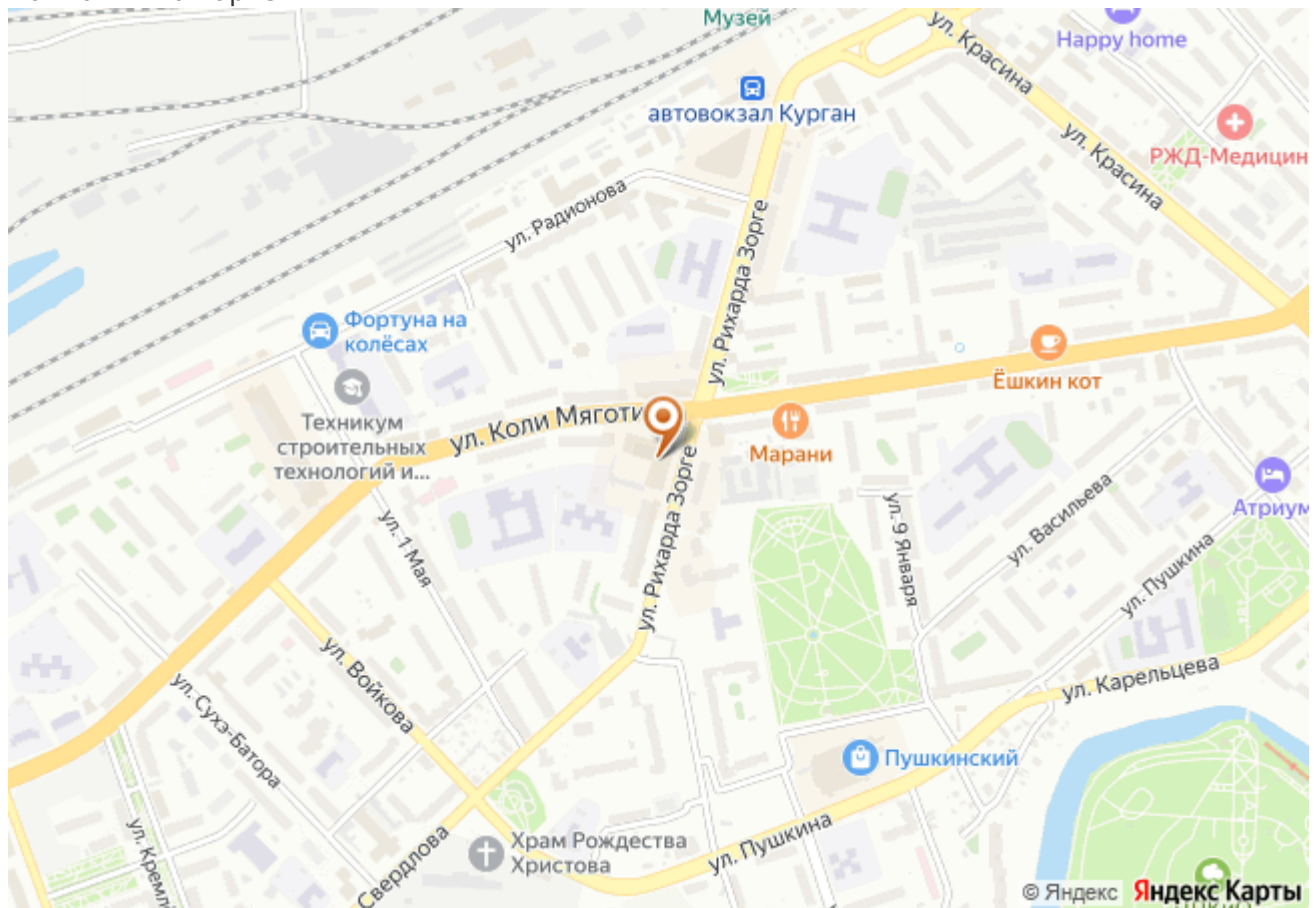 Музей
Happy home
ул. Красина
автовокзал Курган
ул. Красина
РЖД-Медицин
ул. Радионова
ул. Рихарда Зорге
Фортуна на
колёсах
Ёшкин кот
Техникум
строительных
технологий и...
ул. Коли Мяготи
Марани
Атриум
ул. Рихарда Зорге
ул. 1 Мая
ул. 9 Января
ул. Васильева
ул. Пушкина
ул. Войкова
ул. Сухэ-Батора
ул. Карельцева
Пушкинский
ул. Кремл
Свердлова
Храм Рождества
Христова
ул. Пушкина
© Яндекс Яндекс Карты